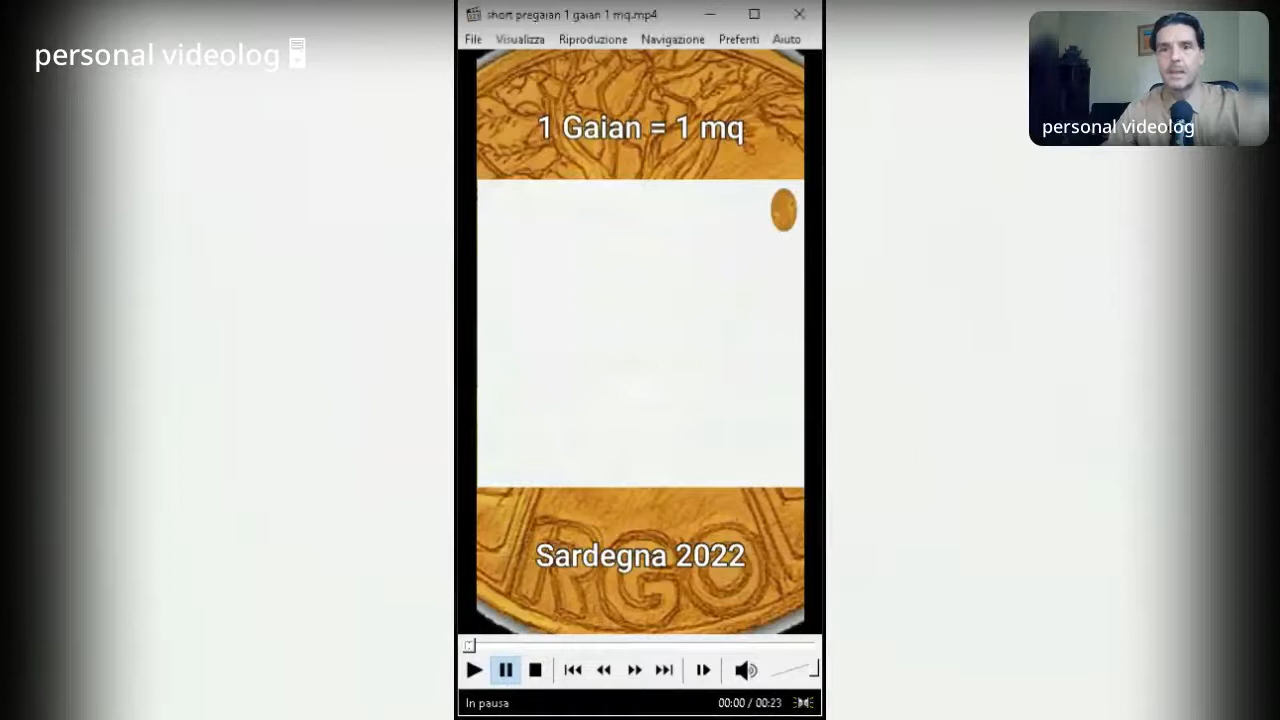 personal videolog
short pregaian 1 gaian 1 mq.mp4
File Visualizza Riproduzione Navigazione Preferiti Aiuto
personal videolog
1 Gaian = 1 mq
RGO
Sardegna 2022
In pausa
00:00 / 00:23